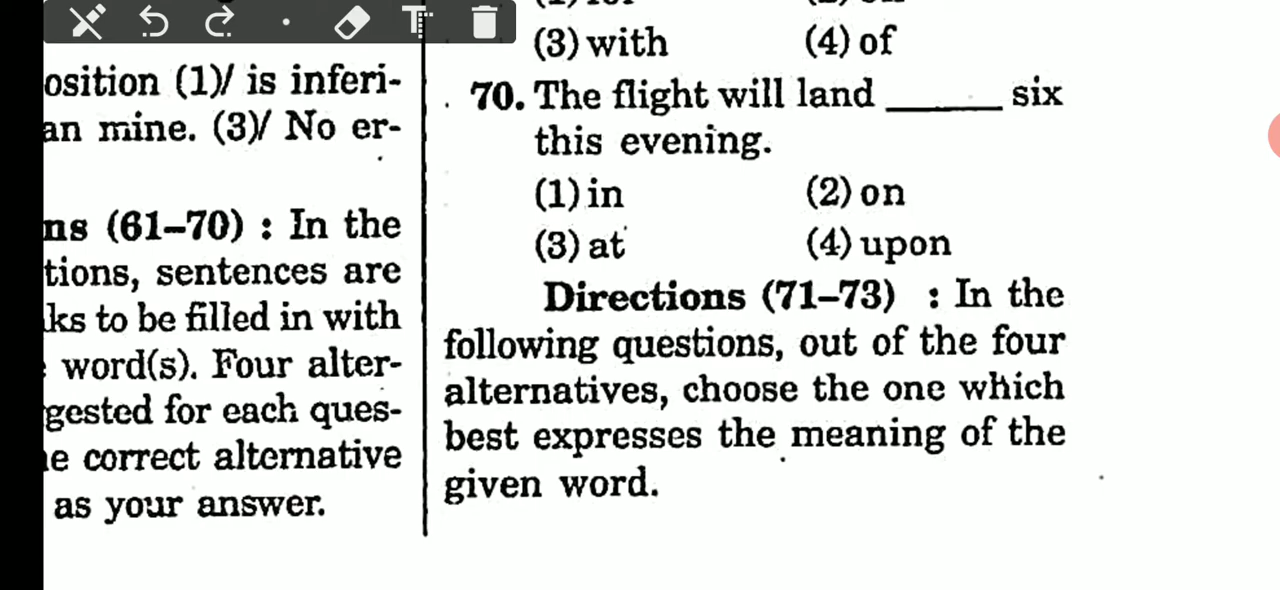 osition (1)/ is inferi-
an mine. (3)/ No er-
ns (61–70) : In the
tions, sentences are
ks to be filled in with
word(s). Four alter-
gested for each ques-
e correct alternative
as your answer.
(3) with (4) of
70. The flight will land ______ six
this evening.
(1) in (2) on
(3) at (4) upon
Directions (71–73) : In the
following questions, out of the four
alternatives, choose the one which
best expresses the meaning of the
given word.